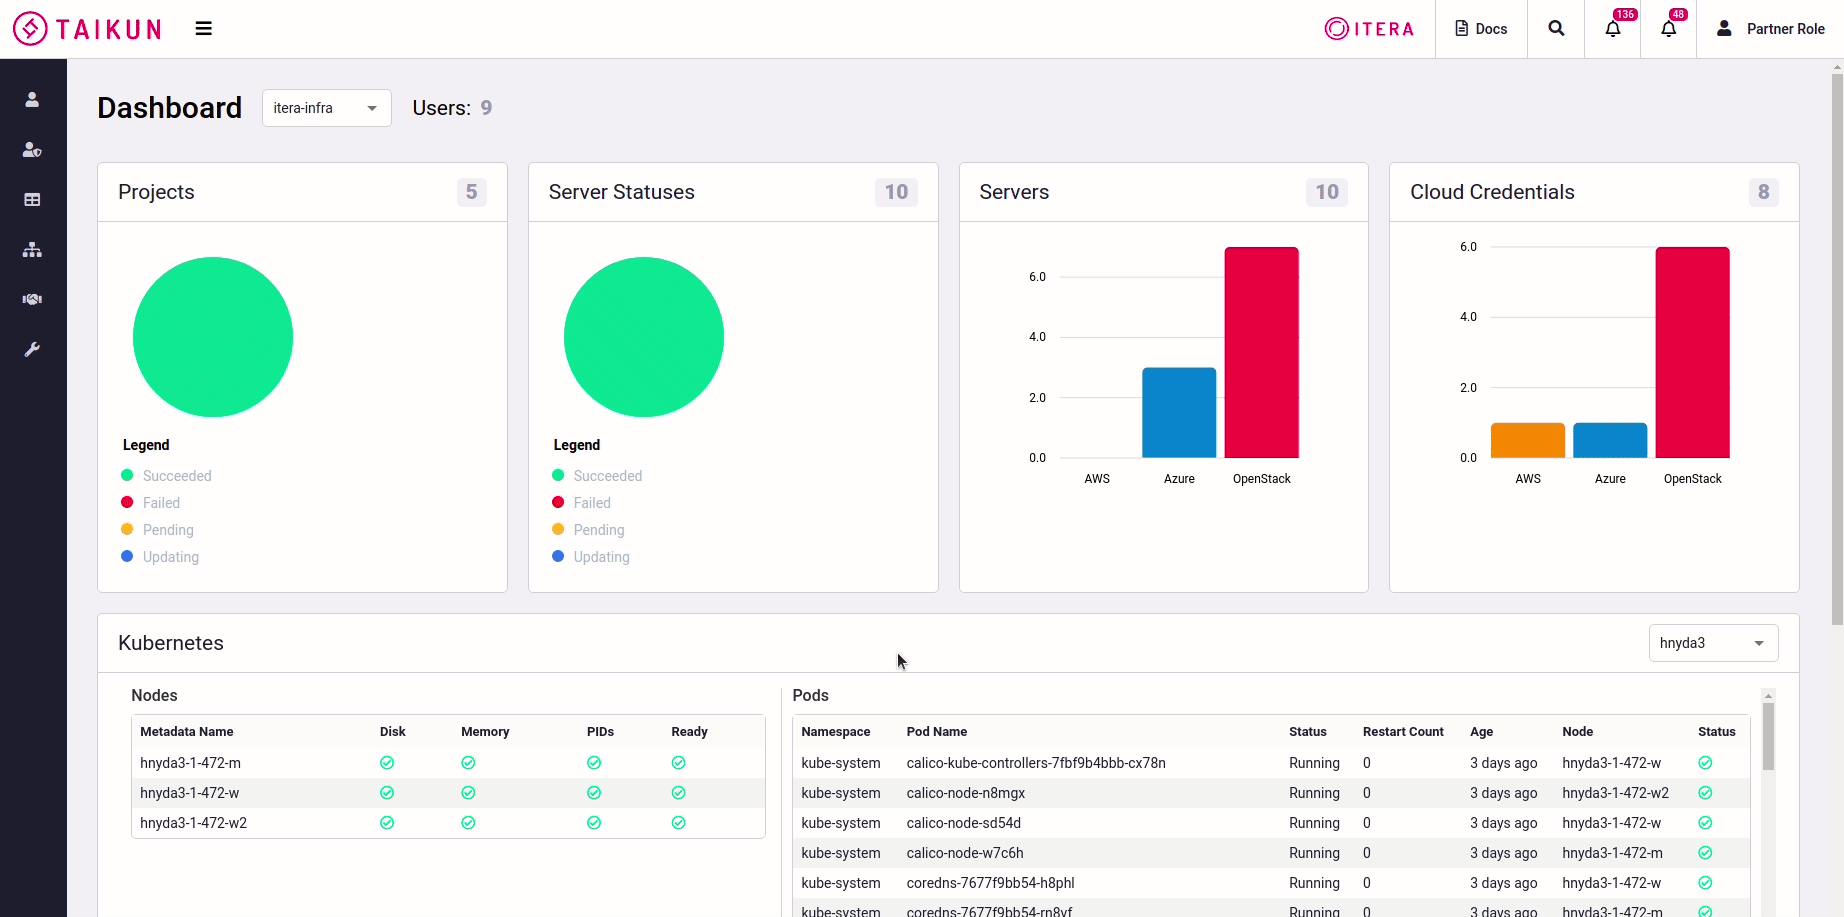 TAIKUN
ITERA
Docs
136
48
Partner Role
Dashboard
itera-infra
Users: 9
Projects 5
Legend
Succeeded
Failed
Pending
Updating
Server Statuses 10
Legend
Succeeded
Failed
Pending
Updating
Servers 10
6.0
4.0
2.0
0.0
AWS Azure OpenStack
Cloud Credentials 8
6.0
4.0
2.0
0.0
AWS Azure OpenStack
Kubernetes
hnyda3
Nodes
Metadata Name Disk Memory PIDs Ready
hnyda3-1-472-m
hnyda3-1-472-w
hnyda3-1-472-w2
Pods
Namespace Pod Name Status Restart Count Age Node Status
kube-system calico-kube-controllers-7fbf9b4bbb-cx78n Running 0 3 days ago hnyda3-1-472-w
kube-system calico-node-n8mgx Running 0 3 days ago hnyda3-1-472-w2
kube-system calico-node-sd54d Running 0 3 days ago hnyda3-1-472-w
kube-system calico-node-w7c6h Running 0 3 days ago hnyda3-1-472-m
kube-system coredns-7677f9bb54-h8phl Running 0 3 days ago hnyda3-1-472-w
kube-system Running 0 3 days ago hnyda3-1-472-m